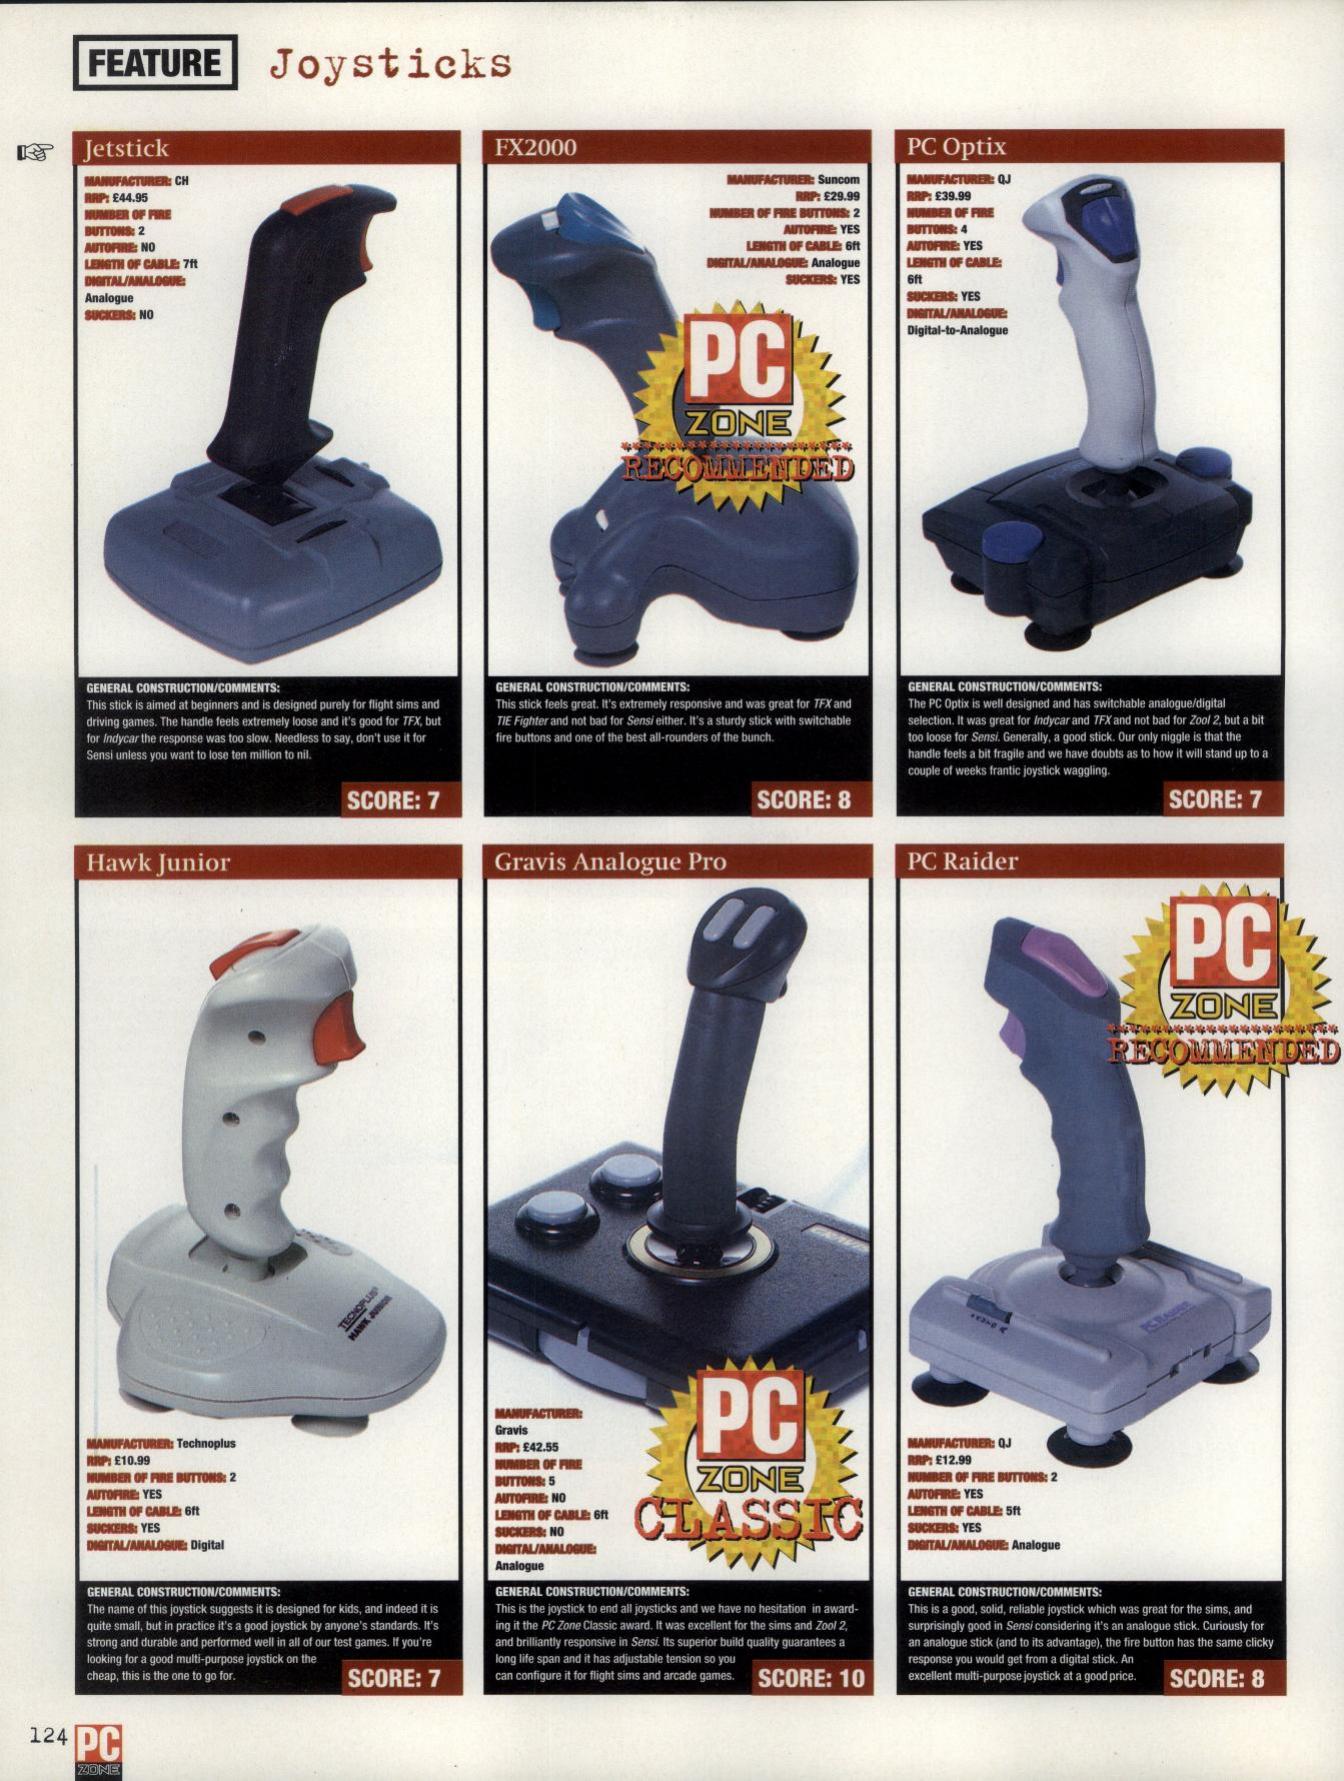 FEATURE Joysticks
Jetstick
MANUFACTURER: CH
RRP: £44.95
NUMBER OF FIRE
BUTTONS: 2
AUTOFIRE: NO
LENGTH OF CABLE: 7ft
DIGITAL/ANALOGUE:
Analogue
SUCKERS: NO
GENERAL CONSTRUCTION/COMMENTS:
This stick is aimed at beginners and is designed purely for flight sims and
driving games. The handle feels extremely loose and it's good for TFX, but
for Indycar the response was too slow. Needless to say, don't use it for
Sensi unless you want to lose ten million to nil.
SCORE: 7
FX2000
MANUFACTURER: Suncom
RRP: £29.99
NUMBER OF FIRE BUTTONS: 2
AUTOFIRE: YES
LENGTH OF CABLE: 6ft
DIGITAL/ANALOGUE: Analogue
SUCKERS: YES
PC
ZONE
RECOMMENDED
GENERAL CONSTRUCTION/COMMENTS:
This stick feels great. It's extremely responsive and was great for TFX and
TIE Fighter and not bad for Sensi either. It's a sturdy stick with switchable
fire buttons and one of the best all-rounders of the bunch.
SCORE: 8
PC Optix
MANUFACTURER: QJ
RRP: £39.99
NUMBER OF FIRE
BUTTONS: 4
AUTOFIRE: YES
LENGTH OF CABLE:
6ft
SUCKERS: YES
DIGITAL/ANALOGUE:
Digital-to-Analogue
GENERAL CONSTRUCTION/COMMENTS:
The PC Optix is well designed and has switchable analogue/digital
selection. It was great for Indycar and TFX and not bad for Zool 2, but a bit
too loose for Sensi. Generally, a good stick. Our only niggle is that the
handle feels a bit fragile and we have doubts as to how it will stand up to a
couple of weeks frantic joystick waggling.
SCORE: 7
Hawk Junior
TECNOPLUS
HAWK JUNIOR
MANUFACTURER: Technoplus
RRP: £10.99
NUMBER OF FIRE BUTTONS: 2
AUTOFIRE: YES
LENGTH OF CABLE: 6ft
SUCKERS: YES
DIGITAL/ANALOGUE: Digital
GENERAL CONSTRUCTION/COMMENTS:
The name of this joystick suggests it is designed for kids, and indeed it is
quite small, but in practice it's a good joystick by anyone's standards. It's
strong and durable and performed well in all of our test games. If you're
looking for a good multi-purpose joystick on the
cheap, this is the one to go for.
SCORE: 7
Gravis Analogue Pro
GRAVIS
MANUFACTURER:
Gravis
RRP: £42.55
NUMBER OF FIRE
BUTTONS: 5
AUTOFIRE: NO
LENGTH OF CABLE: 6ft
SUCKERS: NO
DIGITAL/ANALOGUE:
Analogue
PC
ZONE
CLASSIC
GENERAL CONSTRUCTION/COMMENTS:
This is the joystick to end all joysticks and we have no hesitation in award-
ing it the PC Zone Classic award. It was excellent for the sims and Zool 2,
and brilliantly responsive in Sensi. Its superior build quality guarantees a
long life span and it has adjustable tension so you
can configure it for flight sims and arcade games.
SCORE: 10
PC Raider
PC
ZONE
RECOMMENDED
PC RAIDER
MANUFACTURER: QJ
RRP: £12.99
NUMBER OF FIRE BUTTONS: 2
AUTOFIRE: YES
LENGTH OF CABLE: 5ft
SUCKERS: YES
DIGITAL/ANALOGUE: Analogue
GENERAL CONSTRUCTION/COMMENTS:
This is a good, solid, reliable joystick which was great for the sims, and
surprisingly good in Sensi considering it's an analogue stick. Curiously for
an analogue stick (and to its advantage), the fire button has the same clicky
response you would get from a digital stick. An
excellent multi-purpose joystick at a good price.
SCORE: 8
124 PC
ZONE